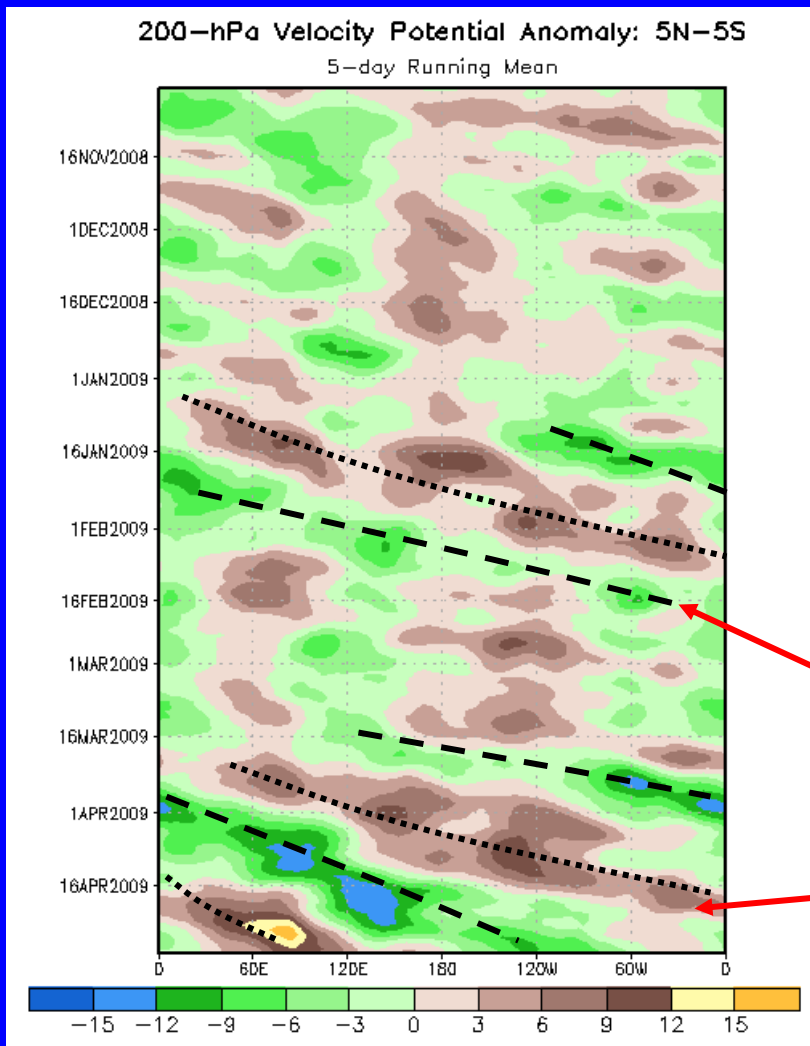 200-hPa Velocity Potential Anomaly: 5N-5S
5-day Running Mean
16NOV2008
1DEC2008
16DEC2008
1JAN2009
16JAN2009
1FEB2009
16FEB2009
1MAR2009
16MAR2009
1APR2009
16APR2009
0 60E 120E 180 120W 60W 0
-15 -12 -9 -6 -3 0 3 6 9 12 15